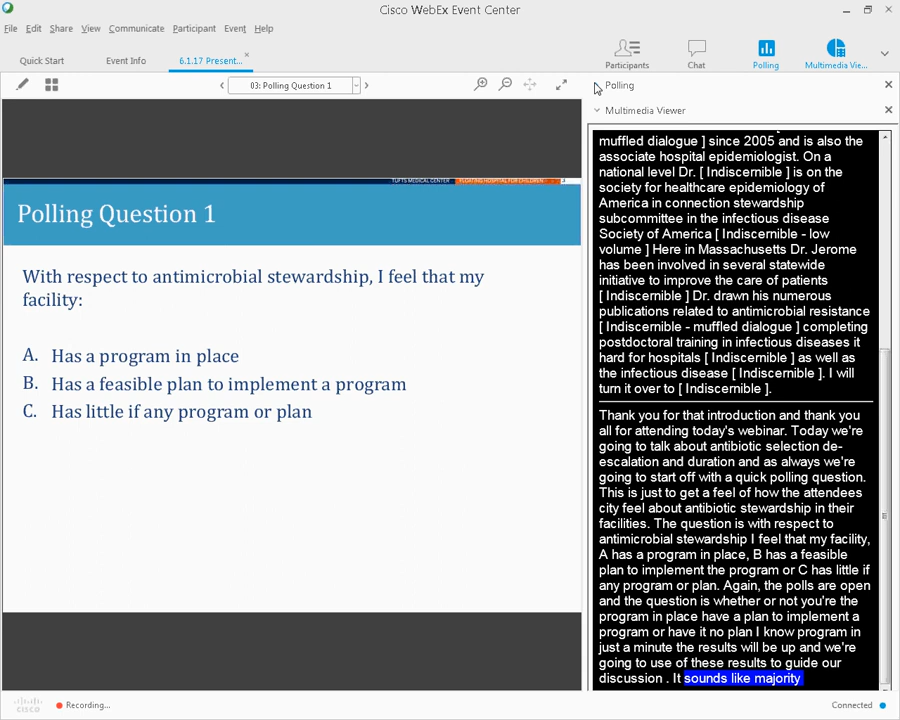 Cisco WebEx Event Center
File Edit Share View Communicate Participant Event Help
Quick Start Event Info 6.1.17 Present...
Participants Chat Polling Multimedia Vie...
03: Polling Question 1
Polling
Multimedia Viewer
TUFTS MEDICAL CENTER FLOATING HOSPITAL FOR CHILDREN
Polling Question 1
With respect to antimicrobial stewardship, I feel that my
facility:
A. Has a program in place
B. Has a feasible plan to implement a program
C. Has little if any program or plan
muffled dialogue ] since 2005 and is also the
associate hospital epidemiologist. On a
national level Dr. [ Indiscernible ] is on the
society for healthcare epidemiology of
America in connection stewardship
subcommittee in the infectious disease
Society of America [ Indiscernible - low
volume ] Here in Massachusetts Dr. Jerome
has been involved in several statewide
initiative to improve the care of patients
[ Indiscernible ] Dr. drawn his numerous
publications related to antimicrobial resistance
[ Indiscernible - muffled dialogue ] completing
postdoctoral training in infectious diseases it
hard for hospitals [ Indiscernible ] as well as
the infectious disease [ Indiscernible ]. I will
turn it over to [ Indiscernible ].
Thank you for that introduction and thank you
all for attending today's webinar. Today we're
going to talk about antibiotic selection de-
escalation and duration and as always we're
going to start off with a quick polling question.
This is just to get a feel of how the attendees
city feel about antibiotic stewardship in their
facilities. The question is with respect to
antimicrobial stewardship I feel that my facility,
A has a program in place, B has a feasible
plan to implement the program or C has little if
any program or plan. Again, the polls are open
and the question is whether or not you're the
program in place have a plan to implement a
program or have it no plan I know program in
just a minute the results will be up and we're
going to use of these results to guide our
discussion . It sounds like majority
cisco Recording... Connected